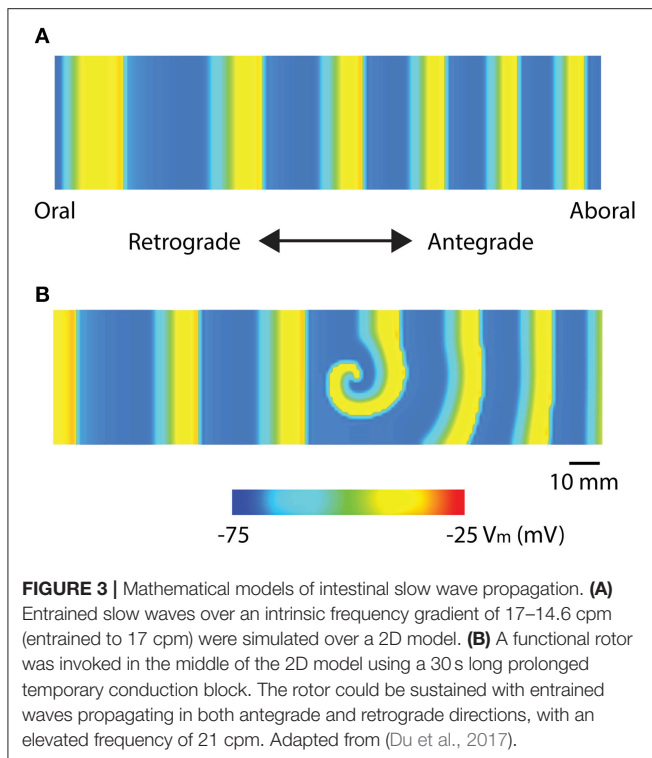 A
Oral
Aboral
Retrograde
Antegrade
B
10 mm
-75
-25 Vm (mV)
FIGURE 3 | Mathematical models of intestinal slow wave propagation. (A)
Entrained slow waves over an intrinsic frequency gradient of 17–14.6 cpm
(entrained to 17 cpm) were simulated over a 2D model. (B) A functional rotor
was invoked in the middle of the 2D model using a 30 s long prolonged
temporary conduction block. The rotor could be sustained with entrained
waves propagating in both antegrade and retrograde directions, with an
elevated frequency of 21 cpm. Adapted from (Du et al., 2017).